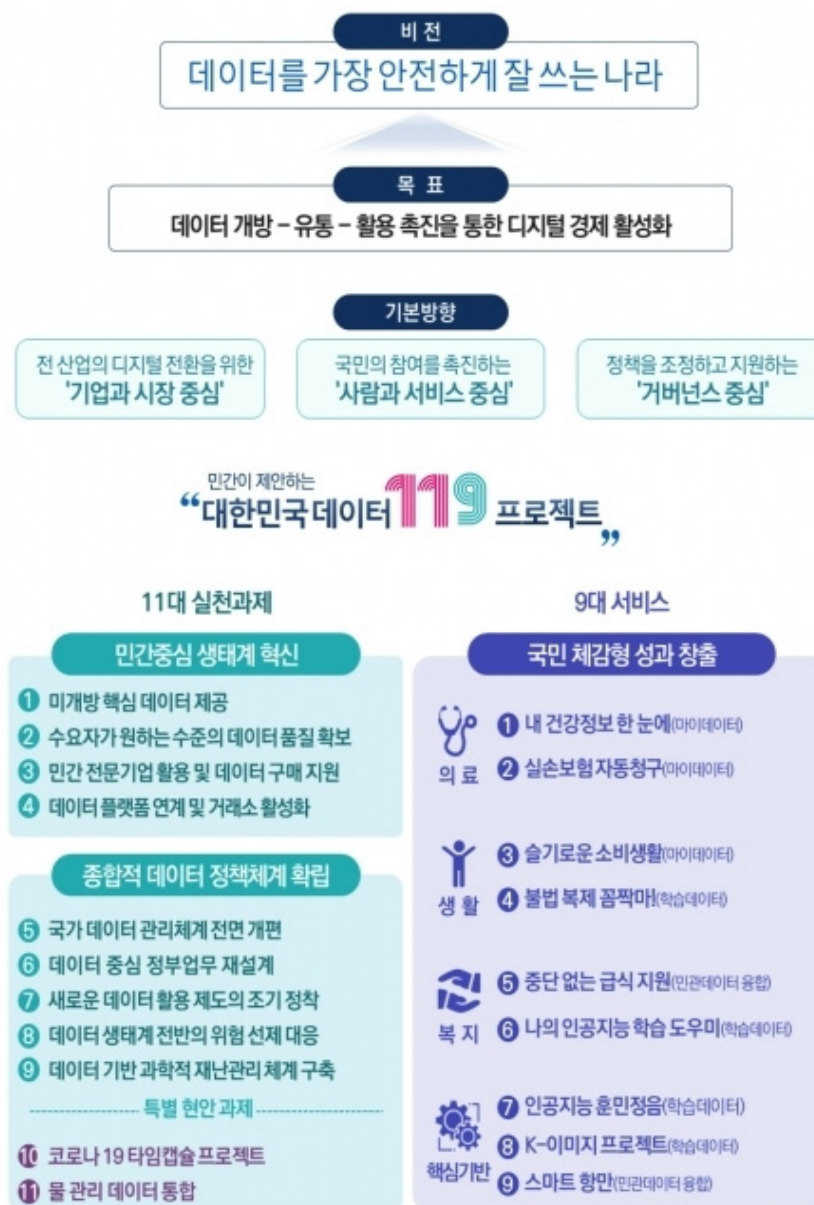 비 전
데이터를 가장 안전하게 잘 쓰는 나라
목 표
데이터 개방 – 유통 – 활용 촉진을 통한 디지털 경제 활성화
기본방향
전 산업의 디지털 전환을 위한
'기업과 시장 중심'
국민의 참여를 촉진하는
'사람과 서비스 중심'
정책을 조정하고 지원하는
'거버넌스 중심'
민간이 제안하는
“대한민국 데이터 119 프로젝트”
11대 실천과제
민간중심 생태계 혁신
1 미개방 핵심 데이터 제공
2 수요자가 원하는 수준의 데이터 품질 확보
3 민간 전문기업 활용 및 데이터 구매 지원
4 데이터 플랫폼 연계 및 거래소 활성화
종합적 데이터 정책체계 확립
5 국가 데이터 관리체계 전면 개편
6 데이터 중심 정부업무 재설계
7 새로운 데이터 활용 제도의 조기 정착
8 데이터 생태계 전반의 위험 선제 대응
9 데이터 기반 과학적 재난관리 체계 구축
특별 현안 과제
10 코로나 19 타임캡슐 프로젝트
11 물 관리 데이터 통합
9대 서비스
국민 체감형 성과 창출
의 료
1 내 건강정보 한 눈에(마이데이터)
2 실손보험 자동청구(마이데이터)
생 활
3 슬기로운 소비생활(마이데이터)
4 불법 복제 꼼짝마!(학습데이터)
복 지
5 중단 없는 급식 지원(민관데이터 융합)
6 나의 인공지능 학습 도우미(학습데이터)
핵심기반
7 인공지능 훈민정음(학습데이터)
8 K-이미지 프로젝트(학습데이터)
9 스마트 항만(민관데이터 융합)